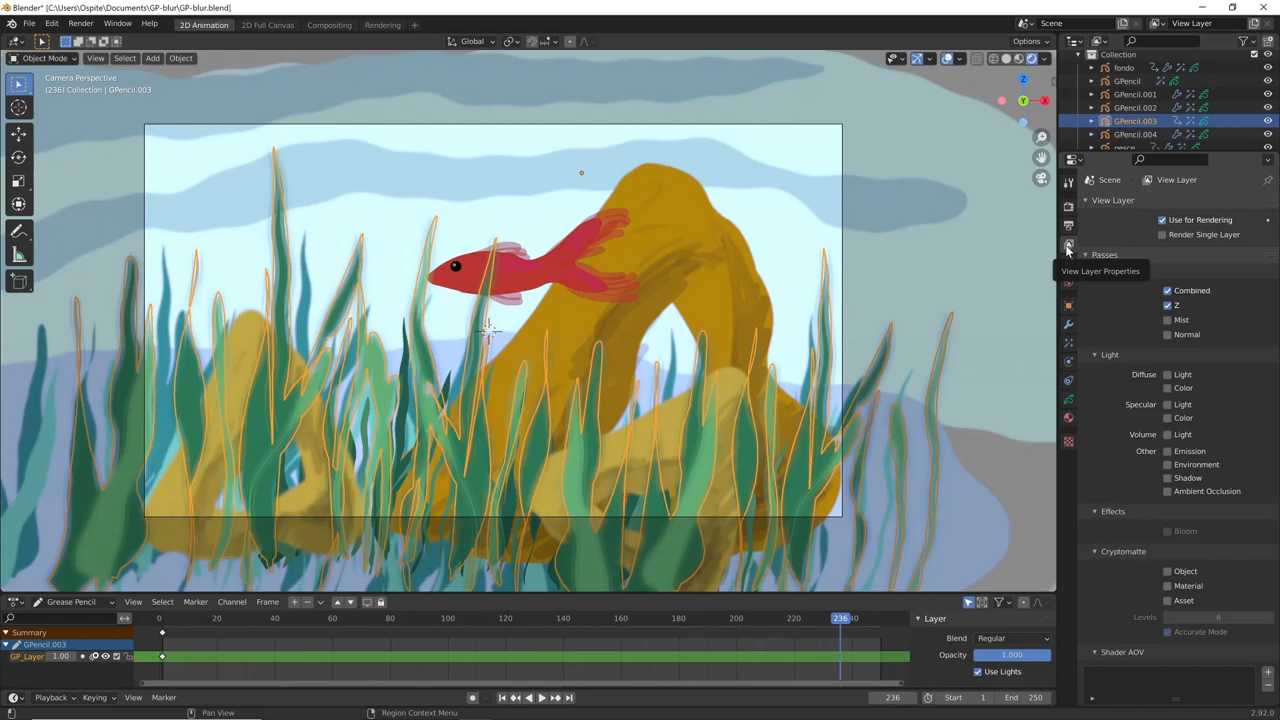 Blender* [C:\Users\Ospite\Documents\GP-blur\GP-blur.blend]
File Edit Render Window Help 2D Animation 2D Full Canvas Compositing Rendering Scene View Layer
Global Options
Object Mode View Select Add Object
Camera Perspective
(236) Collection | GPencil.003
Z
Y
X
Collection
fondo
GPencil
GPencil.001
GPencil.002
GPencil.003
GPencil.004
pesce
Scene View Layer
View Layer
Use for Rendering
Render Single Layer
Passes
View Layer Properties
Combined
Z
Mist
Normal
Light
Diffuse Light
Color
Specular Light
Color
Volume Light
Other Emission
Environment
Shadow
Ambient Occlusion
Effects
Bloom
Cryptomatte
Object
Material
Asset
Levels 6
Accurate Mode
Shader AOV
Grease Pencil View Select Marker Channel Frame
0 20 40 60 80 100 120 140 160 180 200 220 236 40
Summary
GPencil.003
GP_Layer 1.00
Layer
Blend Regular
Opacity 1.000
Use Lights
Playback Keying View Marker 236 Start 1 End 250
Pan View Region Context Menu 2.92.0